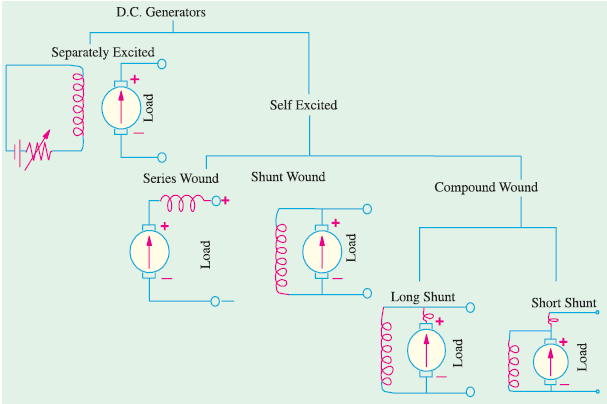 D.C. Generators
Separately Excited
+
Load
−
Self Excited
Series Wound
+
+
Load
−
−
Shunt Wound
+
Load
−
Compound Wound
Long Shunt
+
Load
−
Short Shunt
+
Load
−